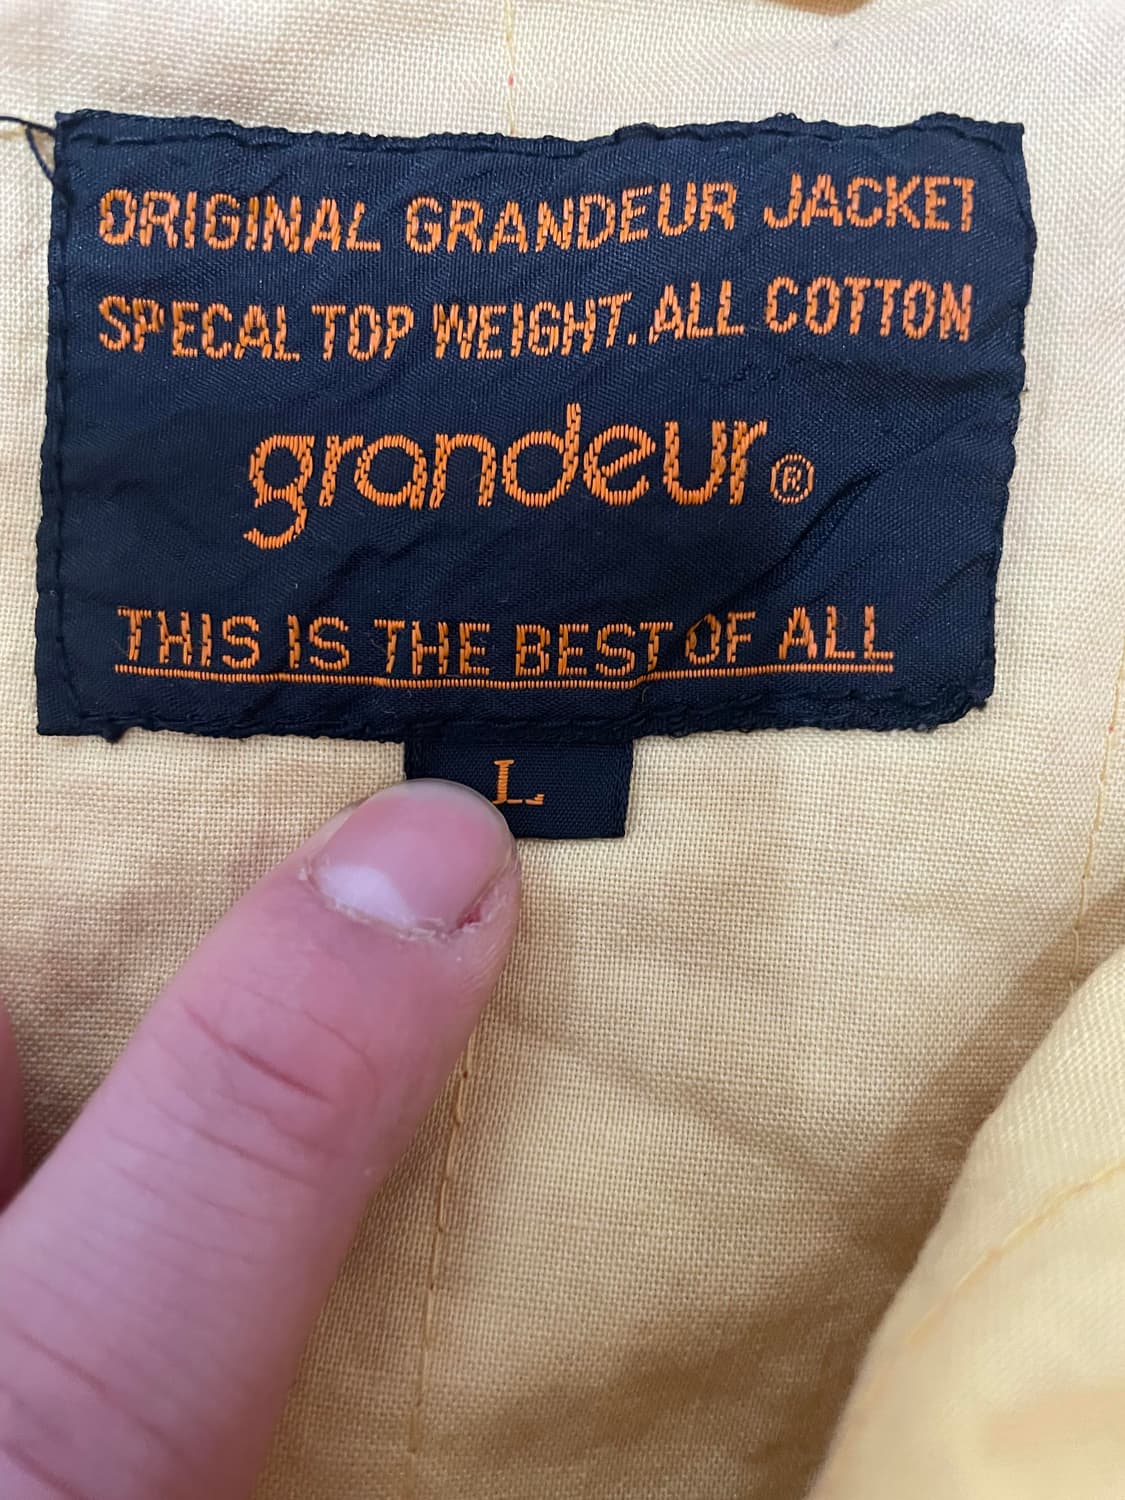 ORIGINAL GRANDEUR JACKET
SPECAL TOP WEIGHT. ALL COTTON
grandeur®
THIS IS THE BEST OF ALL
L